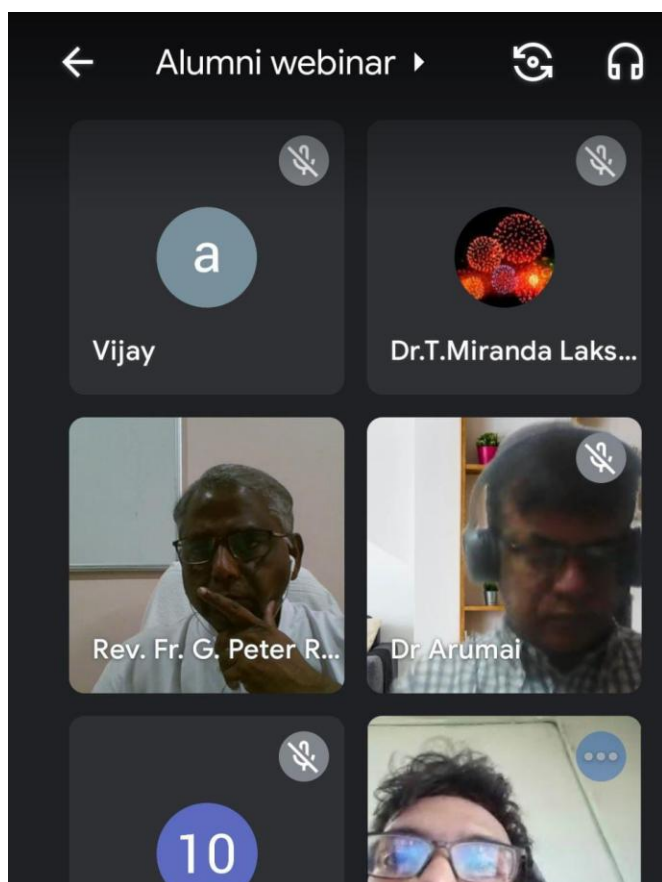 Alumni webinar
a
Vijay
Dr.T.Miranda Laks...
Rev. Fr. G. Peter R...
Dr Arumai
10